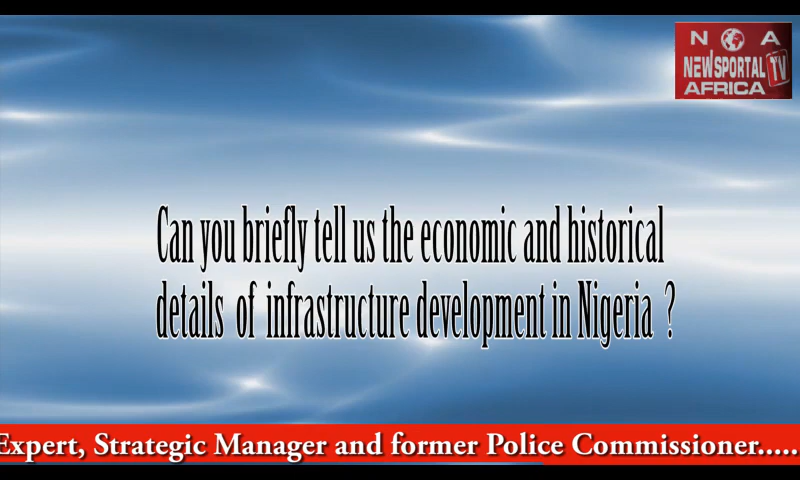 N O A
NEWSPORTAL TV
AFRICA
Can you briefly tell us the economic and historical
details of infrastructure development in Nigeria ?
Expert, Strategic Manager and former Police Commissioner.....